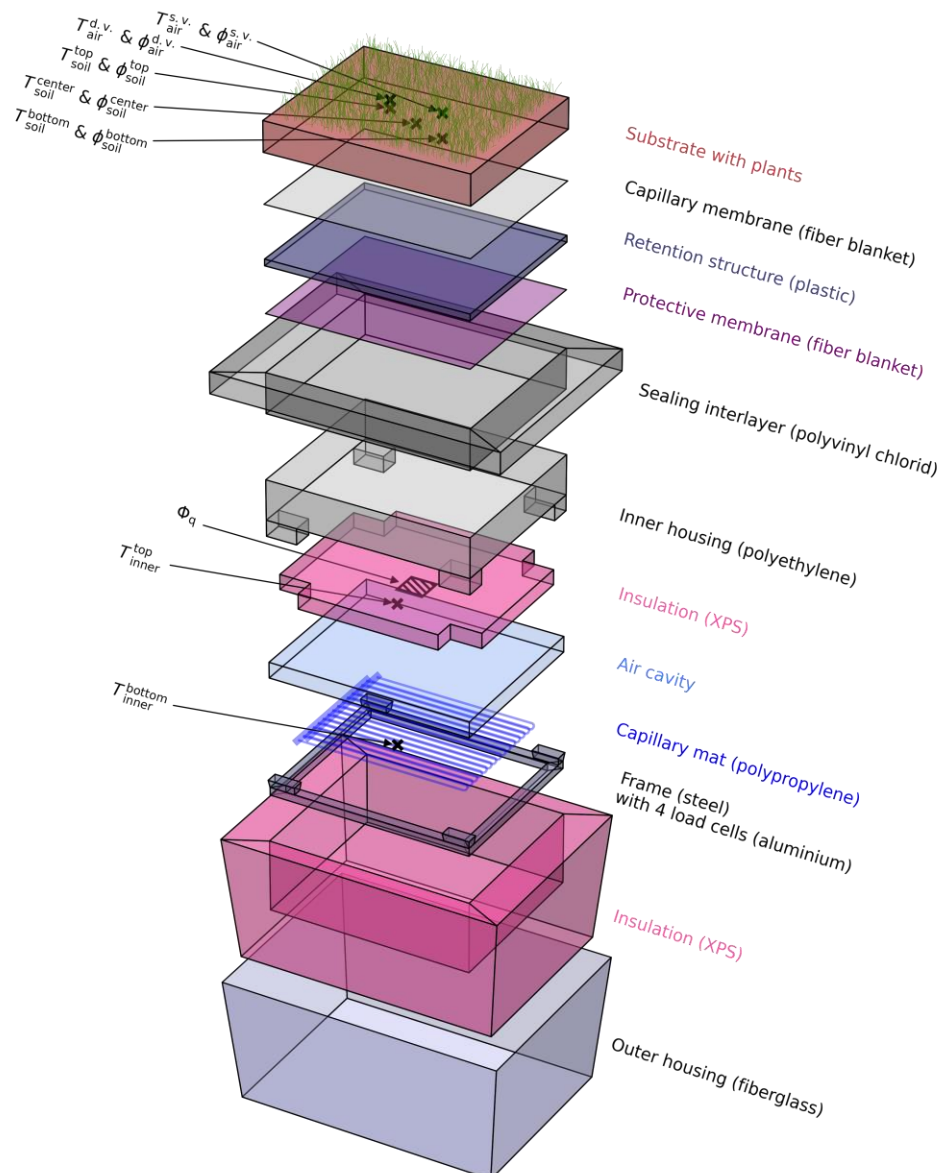 T_air^s.v. & ϕ_air^s.v.
T_air^d.v. & ϕ_air^d.v.
T_soil^top & ϕ_soil^top
T_soil^center & ϕ_soil^center
T_soil^bottom & ϕ_soil^bottom
Substrate with plants
Capillary membrane (fiber blanket)
Retention structure (plastic)
Protective membrane (fiber blanket)
Sealing interlayer (polyvinyl chlorid)
Φ_q
Inner housing (polyethylene)
T_inner^top
Insulation (XPS)
Air cavity
T_inner^bottom
Capillary mat (polypropylene)
Frame (steel)
with 4 load cells (aluminium)
Insulation (XPS)
Outer housing (fiberglass)